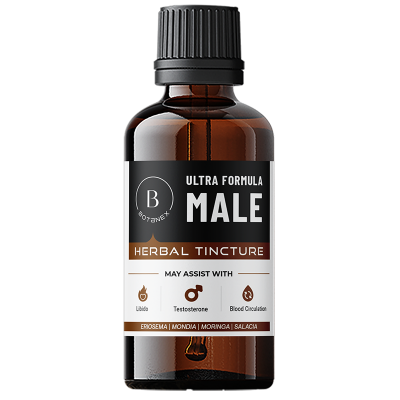 B
BOTANEX
ULTRA FORMULA
MALE
HERBAL TINCTURE
MAY ASSIST WITH
Libido
Testosterone
Blood Circulation
ERIOSEMA | MONDIA | MORINGA | SALACIA